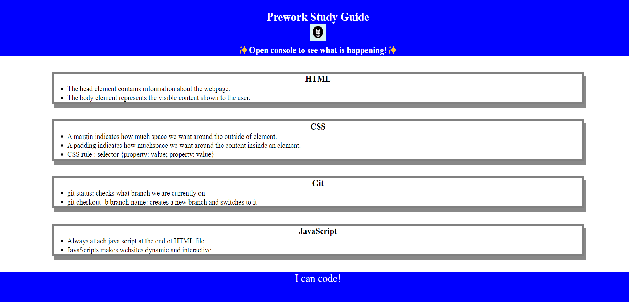 Prework Study Guide
✨Open console to see what is happening!✨
HTML
The head element contains information about the webpage.
The body element represents the visible content shown to the user.
CSS
A margin indicates how much space we want around the outside of element.
A padding indicates how much space we want around the content inside an element
CSS rule : selector {property: value; property: value}
Git
git status: checks what branch we are currently on
git checkout -b branch name: creates a new branch and switches to it
JavaScript
Always attach java script at the end of HTML file
JavaScript makes websites dynamic and interactive
I can code!